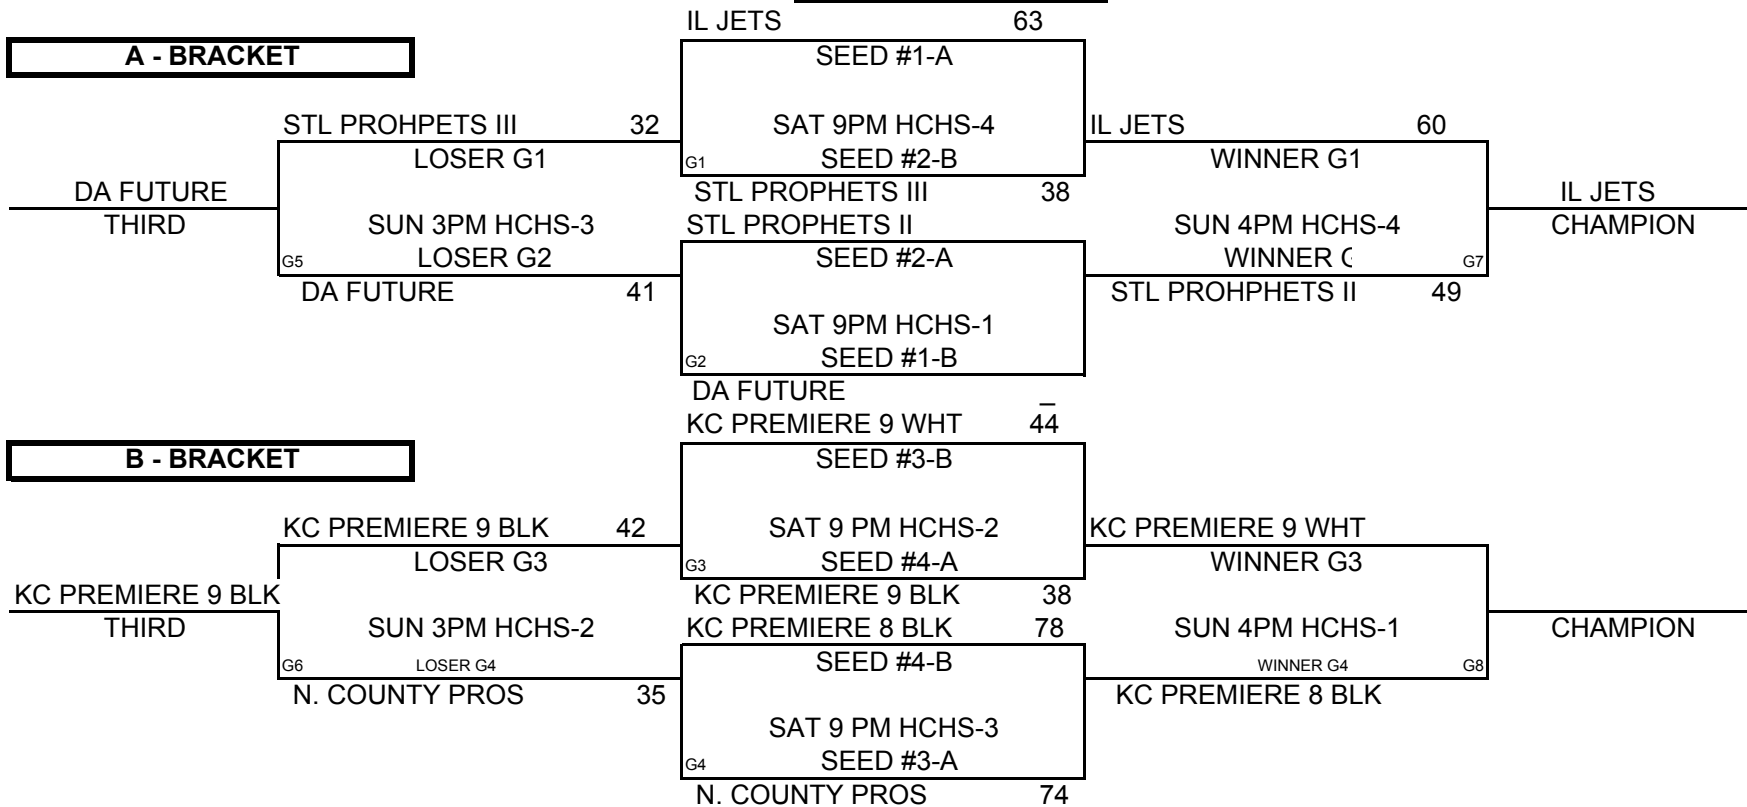 IL JETS 63
A - BRACKET
SEED #1-A
STL PROHPETS III 32
SAT 9PM HCHS-4
IL JETS 60
LOSER G1
G1 SEED #2-B
WINNER G1
DA FUTURE
STL PROPHETS III 38
IL JETS
THIRD
SUN 3PM HCHS-3
STL PROPHETS II
SUN 4PM HCHS-4
CHAMPION
G5 LOSER G2
SEED #2-A
WINNER G7
DA FUTURE 41
STL PROHPHETS II 49
SAT 9PM HCHS-1
G2 SEED #1-B
DA FUTURE _
KC PREMIERE 9 WHT 44
B - BRACKET
SEED #3-B
KC PREMIERE 9 BLK 42
SAT 9 PM HCHS-2
KC PREMIERE 9 WHT
LOSER G3
G3 SEED #4-A
WINNER G3
KC PREMIERE 9 BLK
KC PREMIERE 9 BLK 38
THIRD
SUN 3PM HCHS-2
KC PREMIERE 8 BLK 78
SUN 4PM HCHS-1
CHAMPION
G6 LOSER G4
SEED #4-B
WINNER G4 G8
N. COUNTY PROS 35
KC PREMIERE 8 BLK
SAT 9 PM HCHS-3
G4 SEED #3-A
N. COUNTY PROS 74